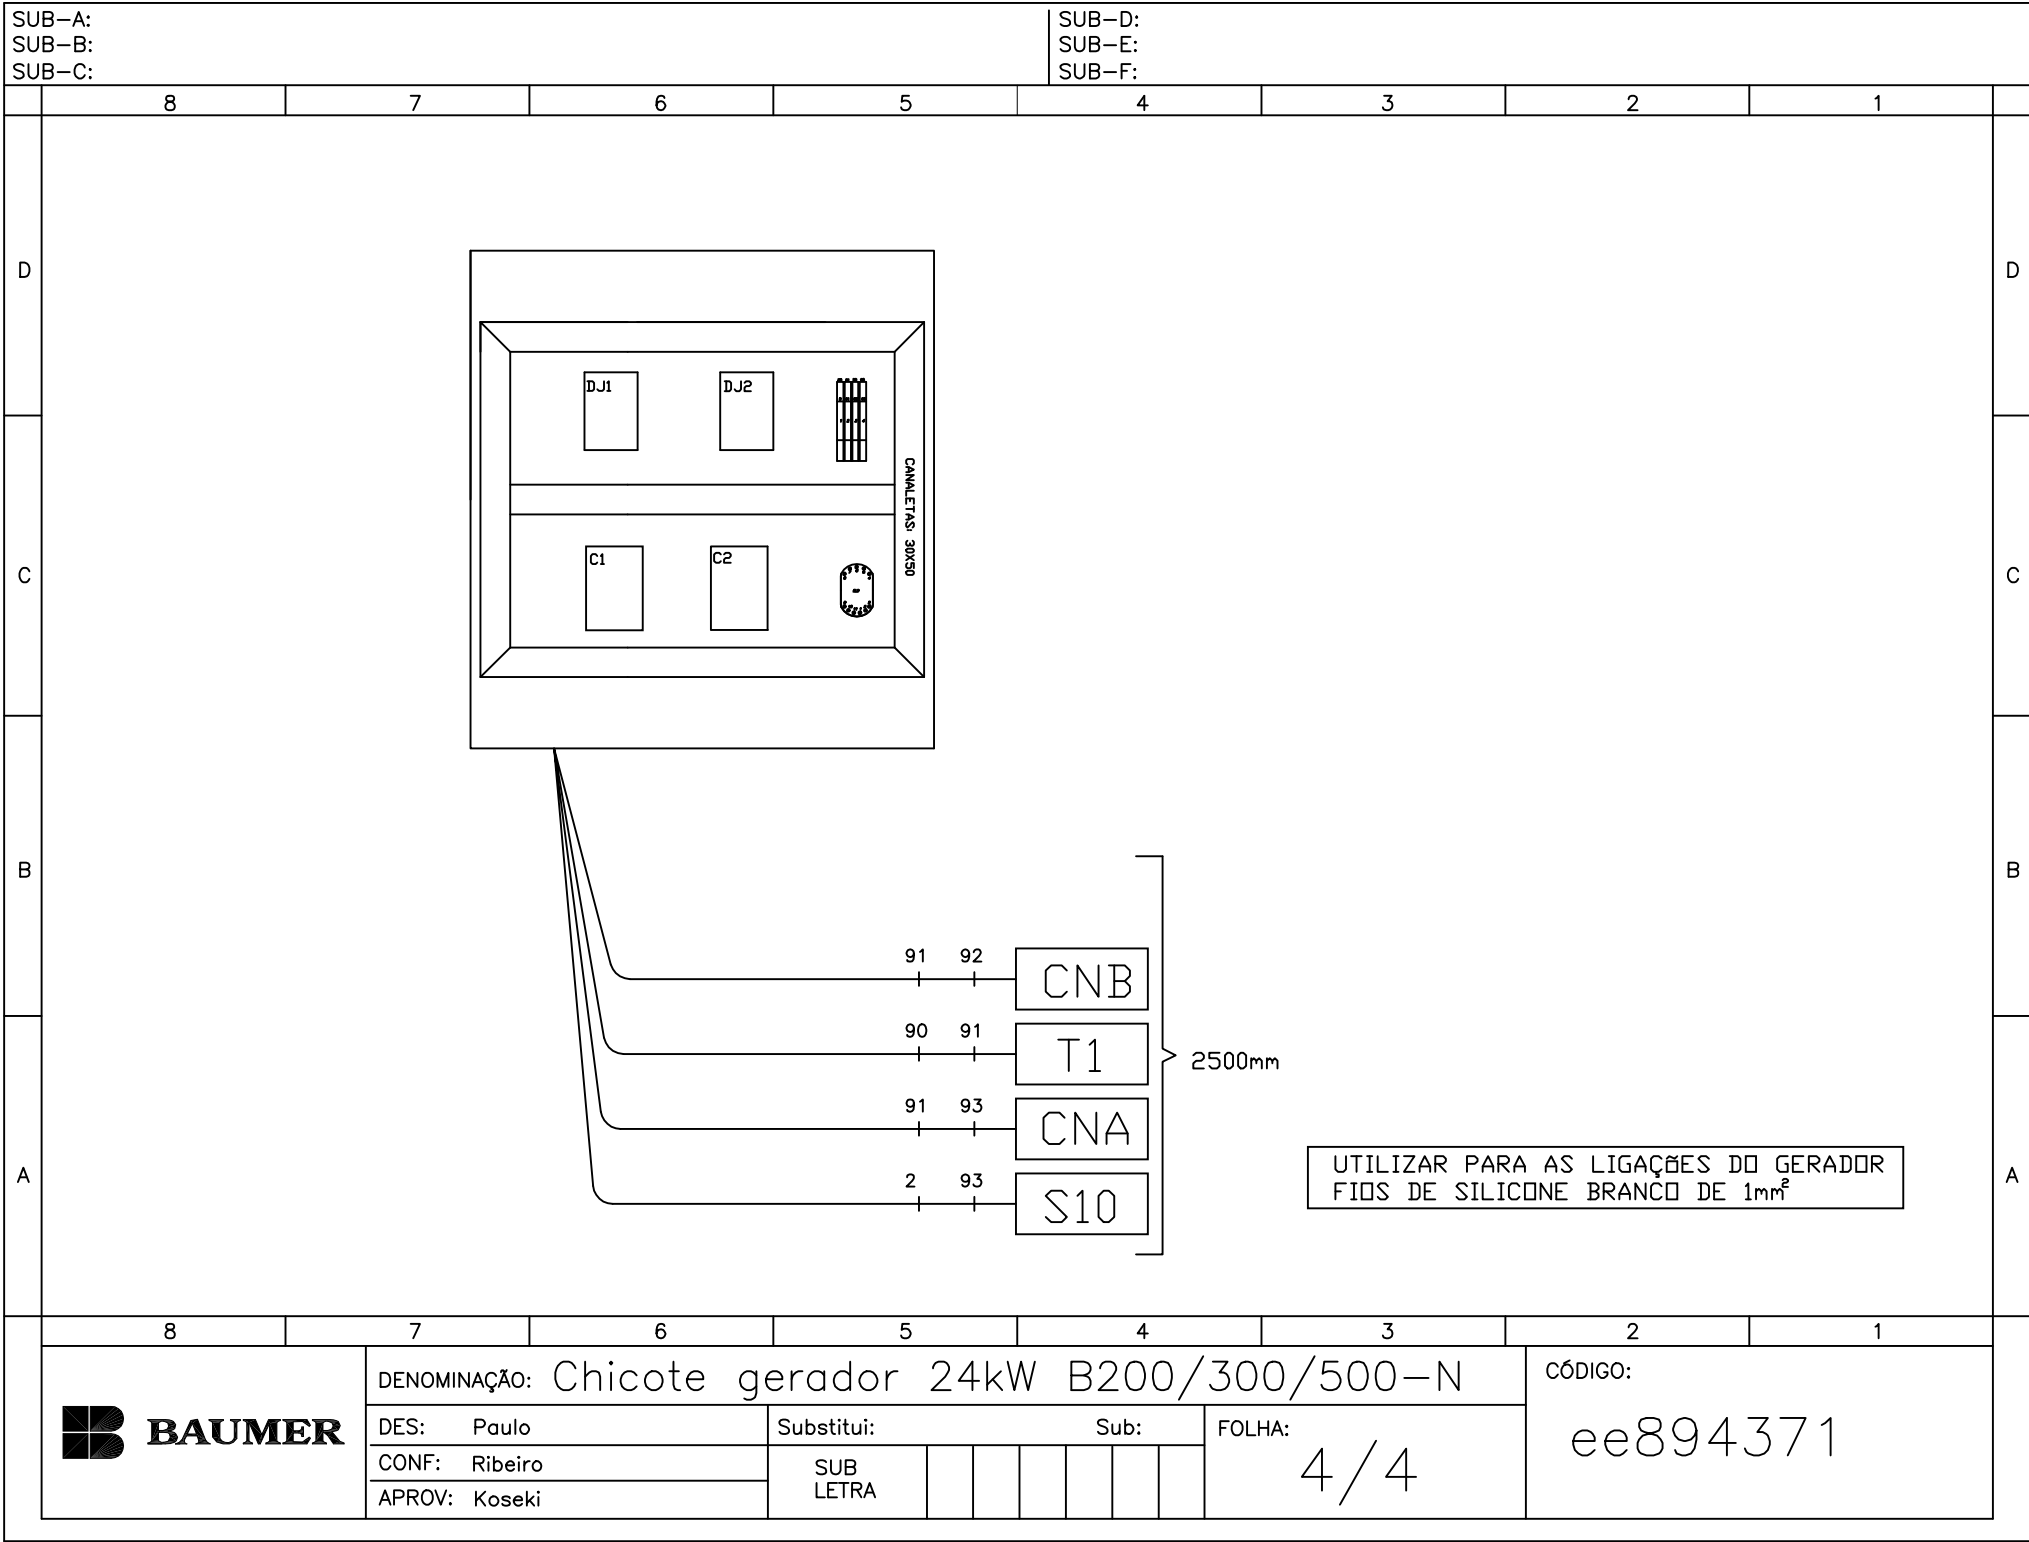 SUB-A:
SUB-B:
SUB-C:
SUB-D:
SUB-E:
SUB-F:
8 7 6 5 4 3 2 1
D D
C C
B B
A A
DJ1 DJ2
CANALETAS: 30X50
C1 C2
91 92 CNB
90 91 T1
2500mm
91 93 CNA
2 93 S10
UTILIZAR PARA AS LIGAÇÕES DO GERADOR
FIOS DE SILICONE BRANCO DE 1mm²
8 7 6 5 4 3 2 1
BAUMER
DENOMINAÇÃO: Chicote gerador 24kW B200/300/500-N
DES: Paulo
CONF: Ribeiro
APROV: Koseki
Substitui: Sub:
SUB
LETRA
FOLHA:
4/4
CÓDIGO:
ee894371